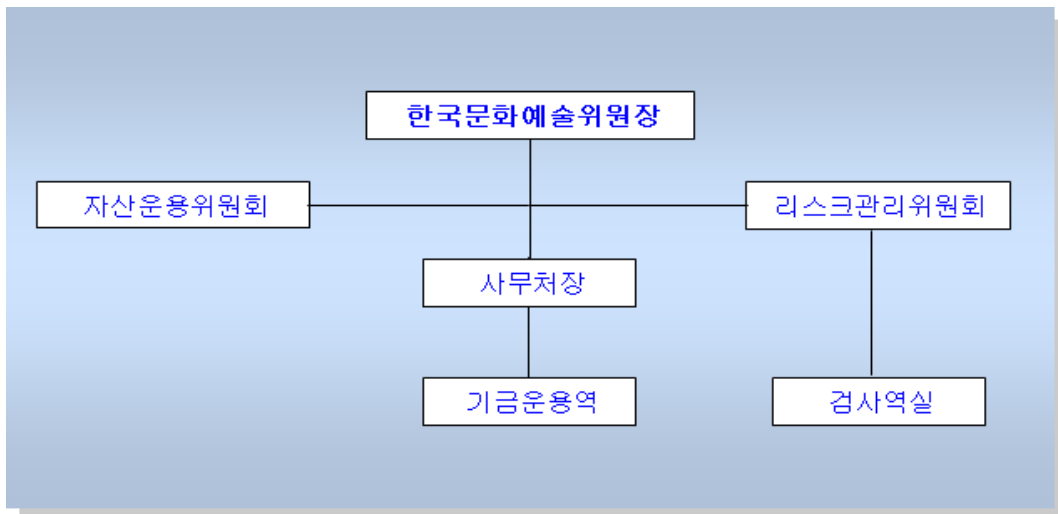 한국문화예술위원장
자산운용위원회
리스크관리위원회
사무처장
기금운용역
검사역실